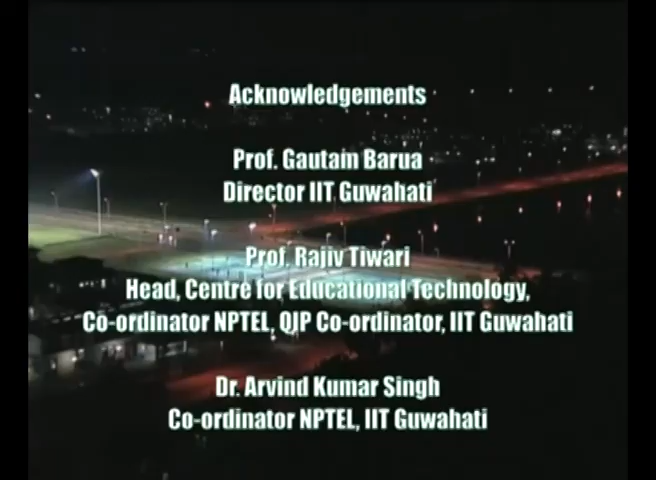 Acknowledgements
Prof. Gautam Barua
Director IIT Guwahati
Prof. Rajiv Tiwari
Head, Centre for Educational Technology,
Co-ordinator NPTEL, QIP Co-ordinator, IIT Guwahati
Dr. Arvind Kumar Singh
Co-ordinator NPTEL, IIT Guwahati